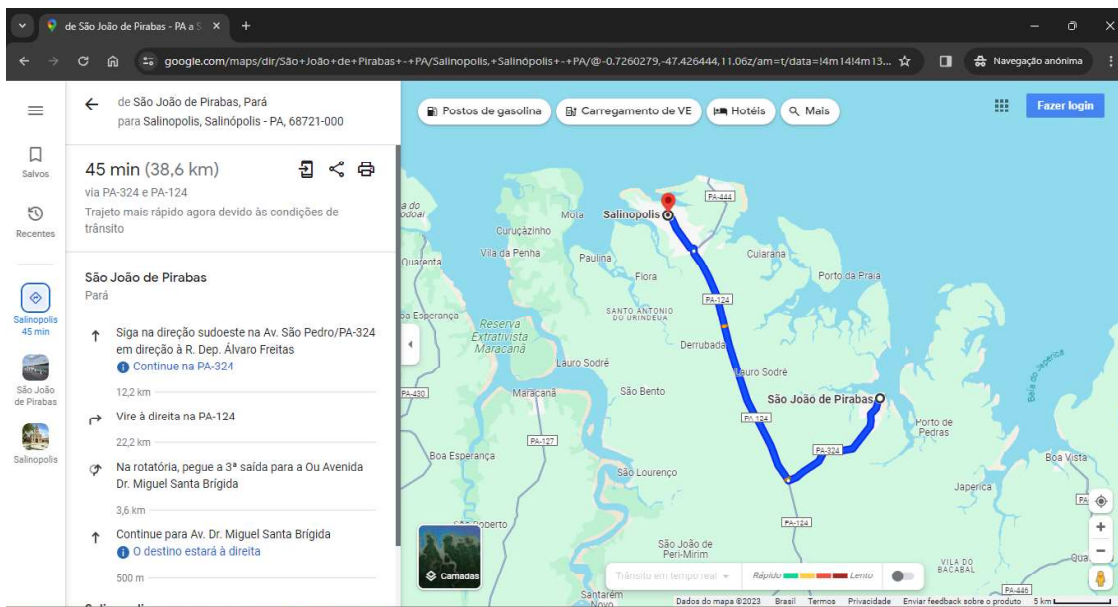 de São João de Pirabas - PA a S
google.com/maps/dir/São+João+de+Pirabas+-+PA/Salinopolis,+Salinópolis+-+PA/@-0.7260279,-47.426444,11.06z/am=t/data=!4m14!4m13...
Navegação anônima
de São João de Pirabas, Pará
para Salinopolis, Salinópolis - PA, 68721-000
Salvos
Recentes
Salinopolis
45 min
São João
de Pirabas
Salinopolis
45 min (38,6 km)
via PA-324 e PA-124
Trajeto mais rápido agora devido às condições de
trânsito
São João de Pirabas
Pará
Siga na direção sudoeste na Av. São Pedro/PA-324
em direção à R. Dep. Álvaro Freitas
Continue na PA-324
12,2 km
Vire à direita na PA-124
22,2 km
Na rotatória, pegue a 3ª saída para a Ou Avenida
Dr. Miguel Santa Brígida
3,6 km
Continue para Av. Dr. Miguel Santa Brígida
O destino estará à direita
500 m
Postos de gasolina
Carregamento de VE
Hotéis
Mais
Fazer login
PA-444
Mota
Salinopolis
Curuçázinho
Vila da Penha
Paulina
Cuiarana
Quarenta
Flora
Porto da Praia
PA-124
SANTO ANTONIO
DO URINDEUA
Boa Esperança
Reserva
Extrativista
Maracanã
Derrubada
Lauro Sodré
Lauro Sodré
Baía do Japerica
PA-430
Maracanã
São Bento
São João de Pirabas
PA-124
Porto de
Pedras
PA-127
PA-324
Boa Esperança
Boa Vista
São Lourenço
Japerica
PA-124
São Roberto
São João de
Peri-Mirim
VILA DO
BACABAL
PA-446
Santarém
Novo
Camadas
Trânsito em tempo real
Rápido
Lento
Dados do mapa ©2023
Brasil
Termos
Privacidade
Enviar feedback sobre o produto
5 km